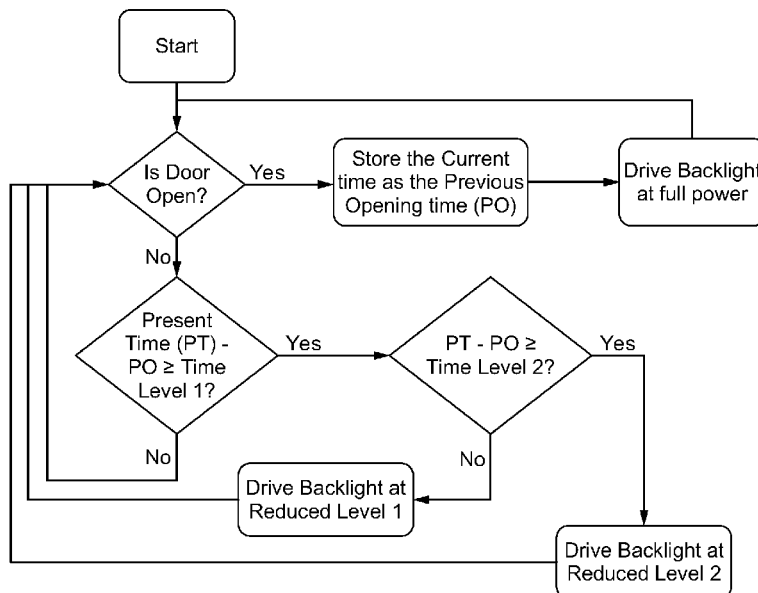 Start
Is Door
Open?
Yes
Store the Current
time as the Previous
Opening time (PO)
Drive Backlight
at full power
No
Present
Time (PT) -
PO ≥ Time
Level 1?
Yes
PT - PO ≥
Time Level 2?
Yes
No
No
Drive Backlight at
Reduced Level 1
Drive Backlight at
Reduced Level 2